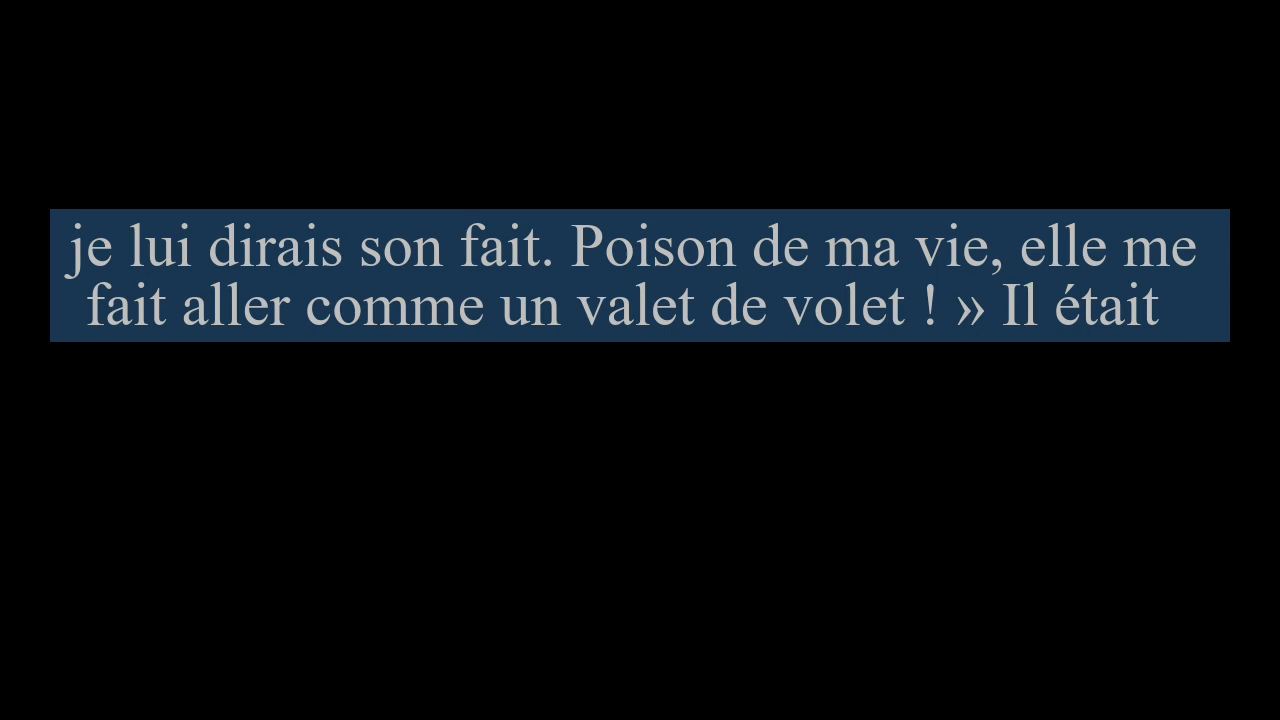 je lui dirais son fait. Poison de ma vie, elle me
fait aller comme un valet de volet ! » Il était